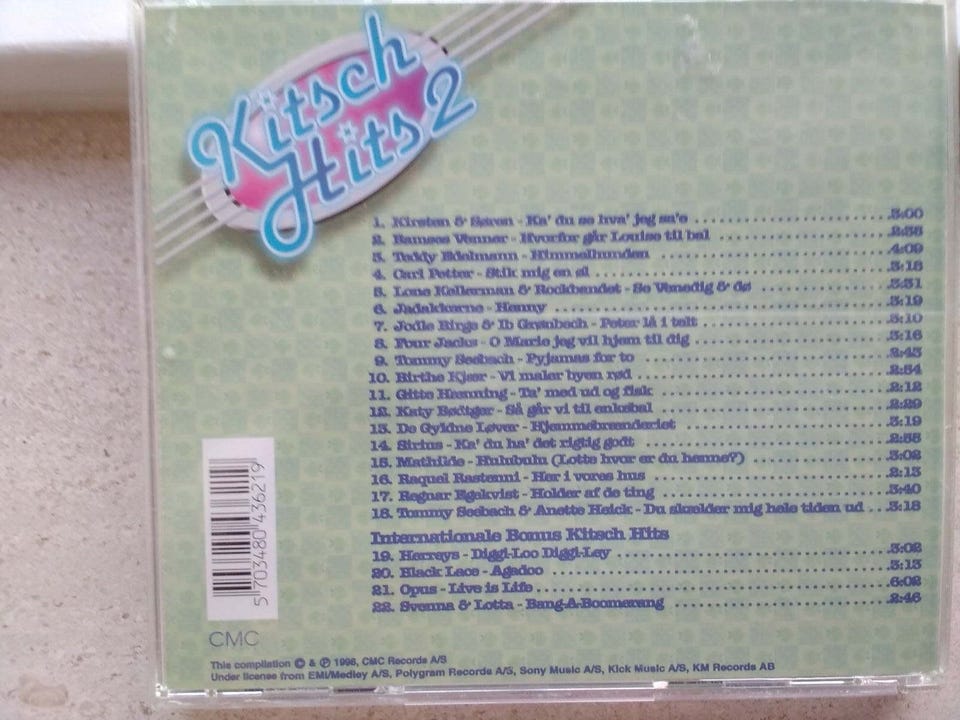 Kitsch
Hits 2
1. Kirsten & Søren - Ka' du se hva' jeg sa'e 3:00
2. Ramses Venner - Hvorfor går Louise til bal 2:58
3. Teddy Edelmann - Himmelhunden 4:09
4. Carl Petter - Stik mig en øl 3:18
5. Lone Kellerman & Rockbandet - Se Venedig & dø 3:31
6. Jadakkerne - Henny 3:19
7. Jodle Birge & Ib Grønbech - Peter lå i telt 3:10
8. Four Jacks - O Marie jeg vil hjem til dig 3:16
9. Tommy Seebach - Pyjamas for to 2:43
10. Birthe Kjær - Vi maler byen rød 2:54
11. Gitte Hænning - Ta' med ud og fisk 2:12
12. Katy Bødtger - Så går vi til enkebal 2:29
13. De Gyldne Løver - Hjemmebrænderiet 3:19
14. Sirius - Ka' du ha' det rigtig godt 2:55
15. Mathilde - Hulubulu (Lotte hvor er du henne?) 3:02
16. Raquel Rastenni - Her i vores hus 2:13
17. Regnar Egekvist - Holder af de ting 3:40
18. Tommy Seebach & Anette Heick - Du skælder mig hele tiden ud 3:18
Internationale Bonus Kitsch Hits
19. Herreys - Diggi-Loo Diggi-Ley 3:02
20. Black Lace - Agadoo 3:13
21. Opus - Live is Life 6:02
22. Svenna & Lotta - Bang-A-Boomerang 2:46
5 703480 436219
CMC
This compilation © & ℗ 1998, CMC Records A/S
Under license from EMI/Medley A/S, Polygram Records A/S, Sony Music A/S, Kick Music A/S, KM Records AB